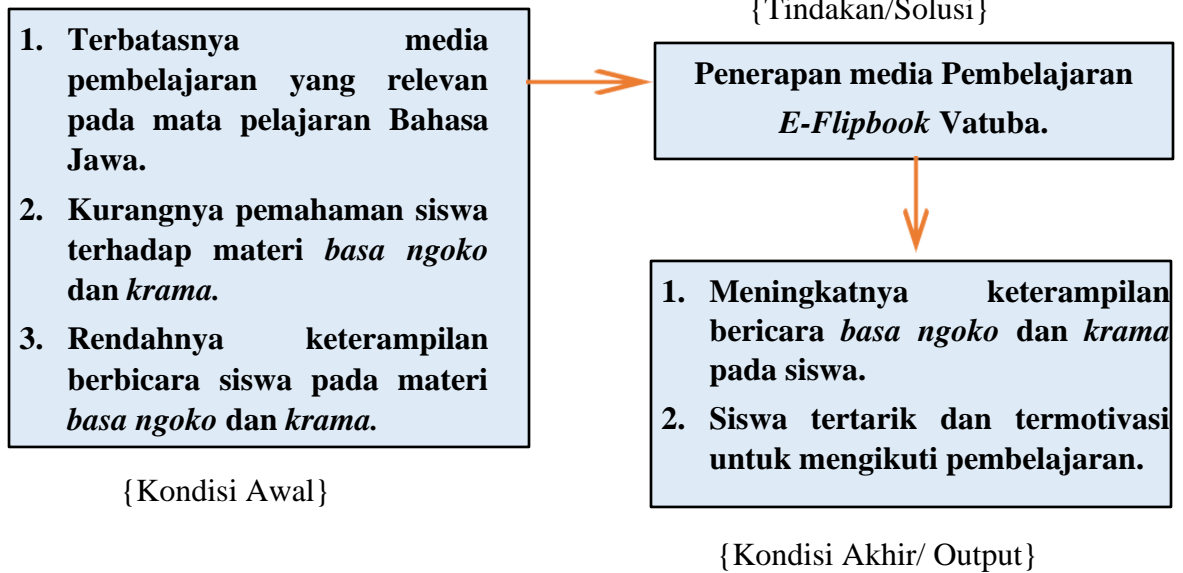 1. Terbatasnya media
pembelajaran yang relevan
pada mata pelajaran Bahasa
Jawa.
2. Kurangnya pemahaman siswa
terhadap materi basa ngoko
dan krama.
3. Rendahnya keterampilan
berbicara siswa pada materi
basa ngoko dan krama.
{Kondisi Awal}
{Tindakan/Solusi}
Penerapan media Pembelajaran
E-Flipbook Vatuba.
1. Meningkatnya keterampilan
bericara basa ngoko dan krama
pada siswa.
2. Siswa tertarik dan termotivasi
untuk mengikuti pembelajaran.
{Kondisi Akhir/ Output}